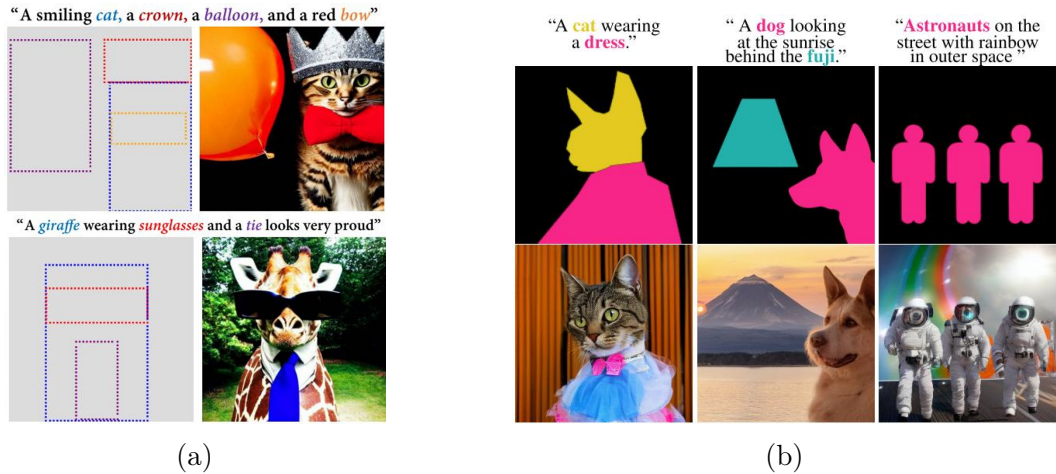 “A smiling cat, a crown, a balloon, and a red bow”
“A giraffe wearing sunglasses and a tie looks very proud”
(a)
“A cat wearing
a dress.”
“ A dog looking
at the sunrise
behind the fuji.”
“Astronauts on the
street with rainbow
in outer space ”
(b)